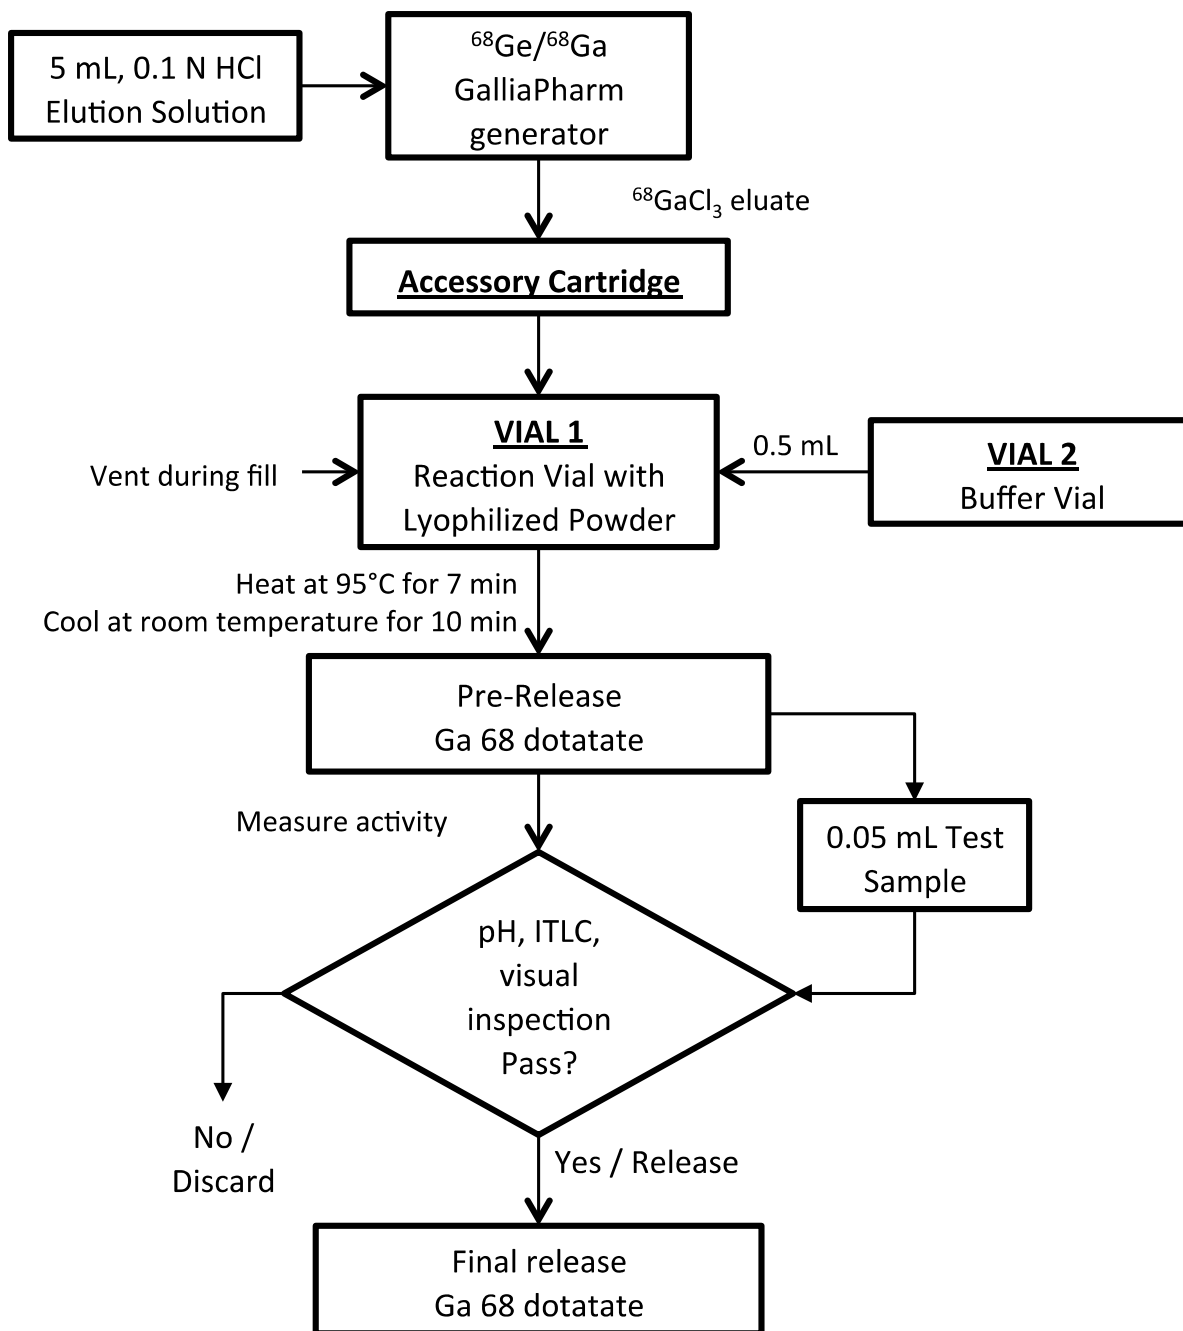 5 mL, 0.1 N HCl
Elution Solution
⁶⁸Ge/⁶⁸Ga
GalliaPharm
generator
⁶⁸GaCl₃ eluate
Accessory Cartridge
VIAL 1
Reaction Vial with
Lyophilized Powder
Vent during fill
0.5 mL
VIAL 2
Buffer Vial
Heat at 95°C for 7 min
Cool at room temperature for 10 min
Pre-Release
Ga 68 dotatate
Measure activity
0.05 mL Test
Sample
pH, ITLC,
visual
inspection
Pass?
No /
Discard
Yes / Release
Final release
Ga 68 dotatate